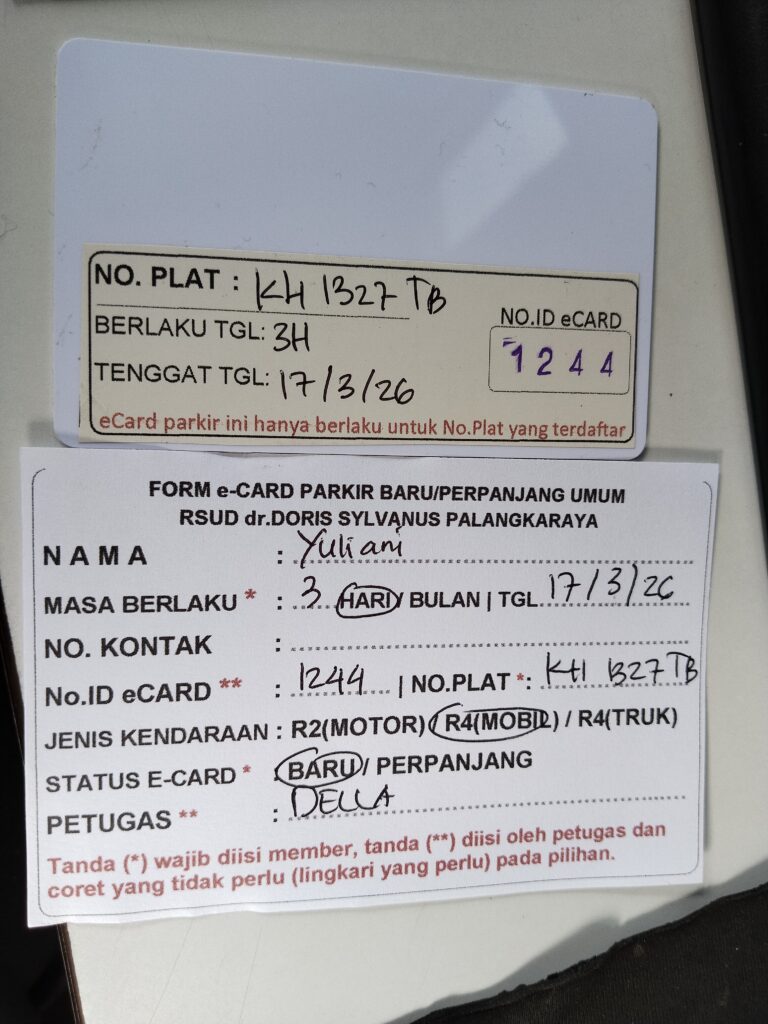 NO. PLAT : KH 1327 TB
BERLAKU TGL: 3H
NO.ID eCARD
1244
TENGGAT TGL: 17/3/26
eCard parkir ini hanya berlaku untuk No.Plat yang terdaftar
FORM e-CARD PARKIR BARU/PERPANJANG UMUM
RSUD dr.DORIS SYLVANUS PALANGKARAYA
NAMA : Yuliani
MASA BERLAKU * : 3 HARI / BULAN | TGL 17/3/26
NO. KONTAK :
No.ID eCARD ** : 1244 | NO.PLAT *: KH 1327 TB
JENIS KENDARAAN : R2(MOTOR) / R4(MOBIL) / R4(TRUK)
STATUS E-CARD * : BARU / PERPANJANG
PETUGAS ** : DELLA
Tanda (*) wajib diisi member, tanda (**) diisi oleh petugas dan
coret yang tidak perlu (lingkari yang perlu) pada pilihan.